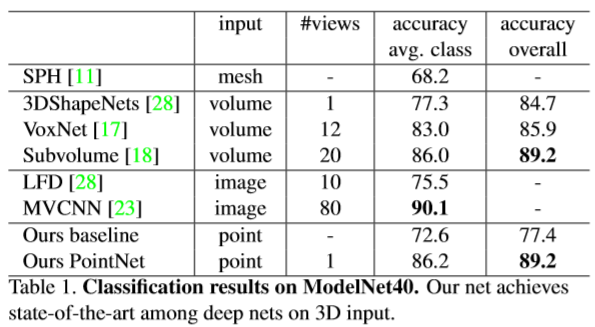 input #views accuracy accuracy
avg. class overall
SPH [11] mesh - 68.2 -
3DShapeNets [28] volume 1 77.3 84.7
VoxNet [17] volume 12 83.0 85.9
Subvolume [18] volume 20 86.0 89.2
LFD [28] image 10 75.5 -
MVCNN [23] image 80 90.1 -
Ours baseline point - 72.6 77.4
Ours PointNet point 1 86.2 89.2
Table 1. Classification results on ModelNet40. Our net achieves
state-of-the-art among deep nets on 3D input.